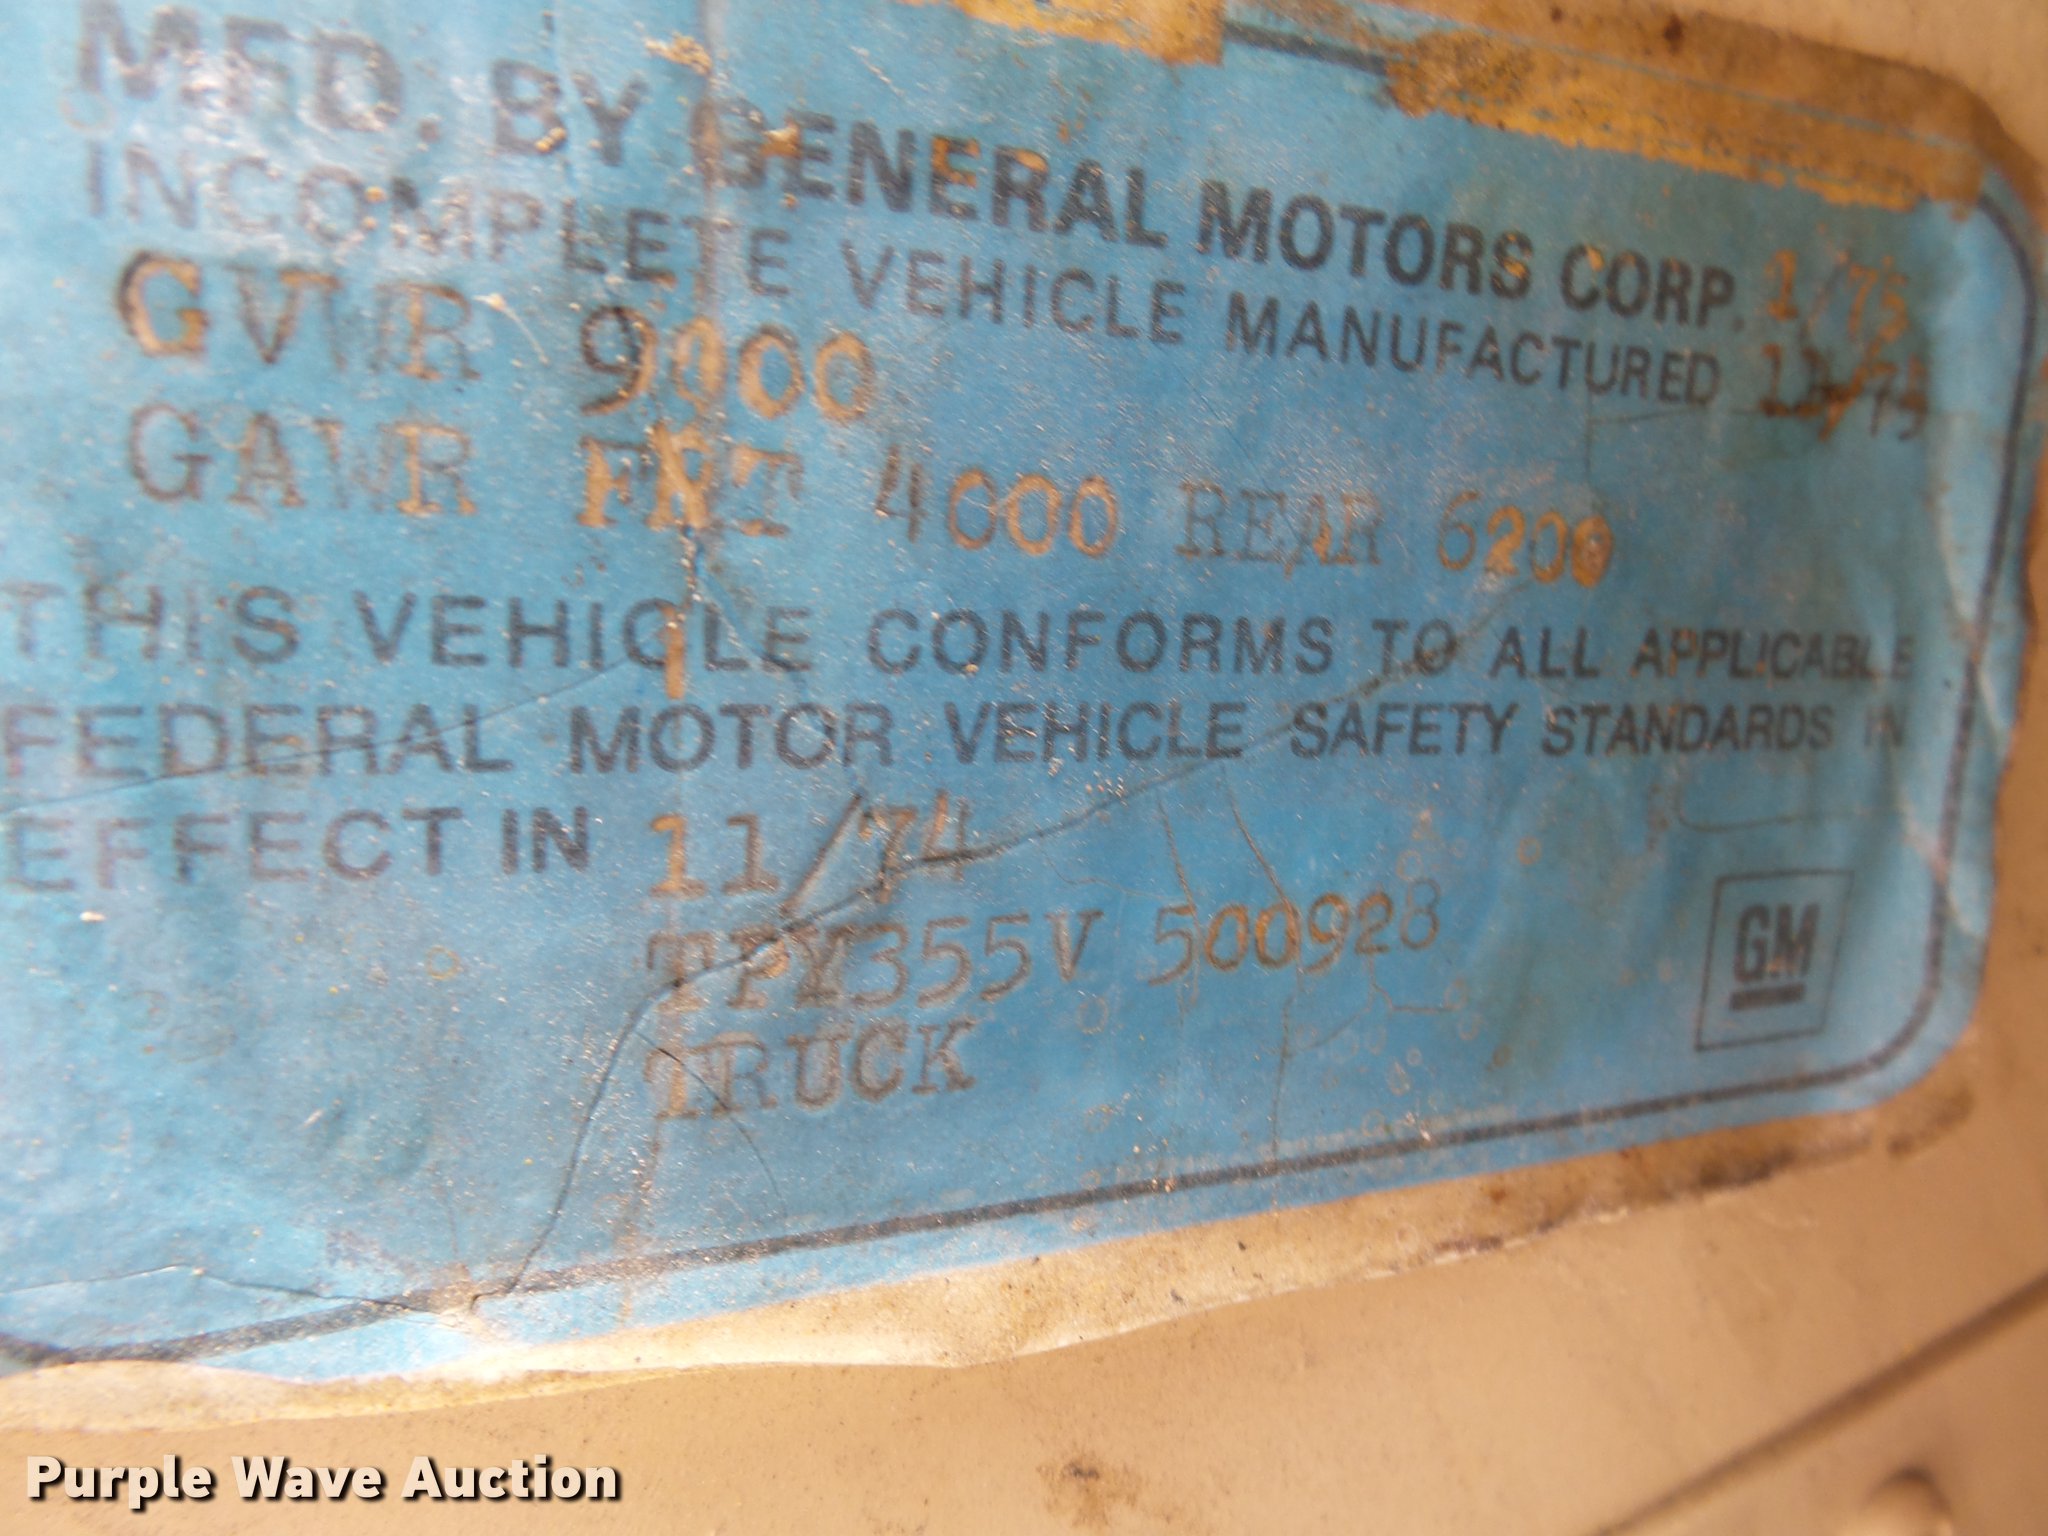 MFD. BY GENERAL MOTORS CORP. 1/75
INCOMPLETE VEHICLE MANUFACTURED
GVWR 9000
GAWR FRT 4000 REAR 6200
THIS VEHICLE CONFORMS TO ALL APPLICABLE
FEDERAL MOTOR VEHICLE SAFETY STANDARDS IN
EFFECT IN 11/74
TPY355V 500928
TRUCK
GM
Purple Wave Auction